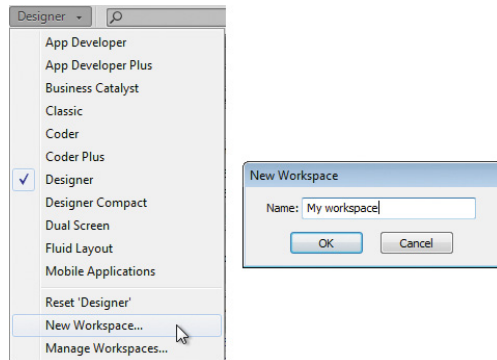 Designer
App Developer
App Developer Plus
Business Catalyst
Classic
Coder
Coder Plus
Designer
Designer Compact
Dual Screen
Fluid Layout
Mobile Applications
Reset 'Designer'
New Workspace...
Manage Workspaces...
New Workspace
Name: My workspace
OK Cancel